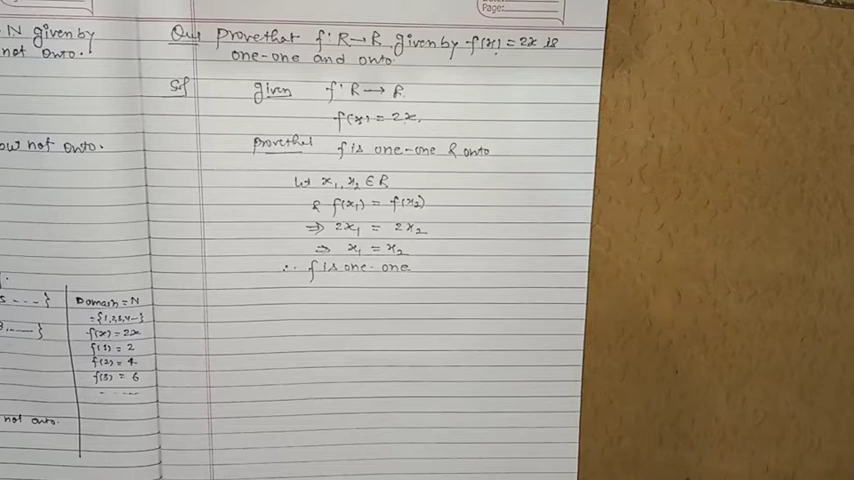 Page:
N given by
not onto.
ow not onto.
s ---- }
9, ---- }
Domain = N
= {1,2,3,4--}
f(x) = 2x
f(1) = 2
f(2) = 4
f(3) = 6
- - ---
not onto.
Que Prove that f: R→R, given by f(x) = 2x is
one-one and onto.
Sol
given f: R → R
f(x) = 2x.
prove that f is one-one & onto
let x₁, x₂ ∈ R
& f(x₁) = f(x₂)
⇒ 2x₁ = 2x₂
⇒ x₁ = x₂
∴ f is one-one